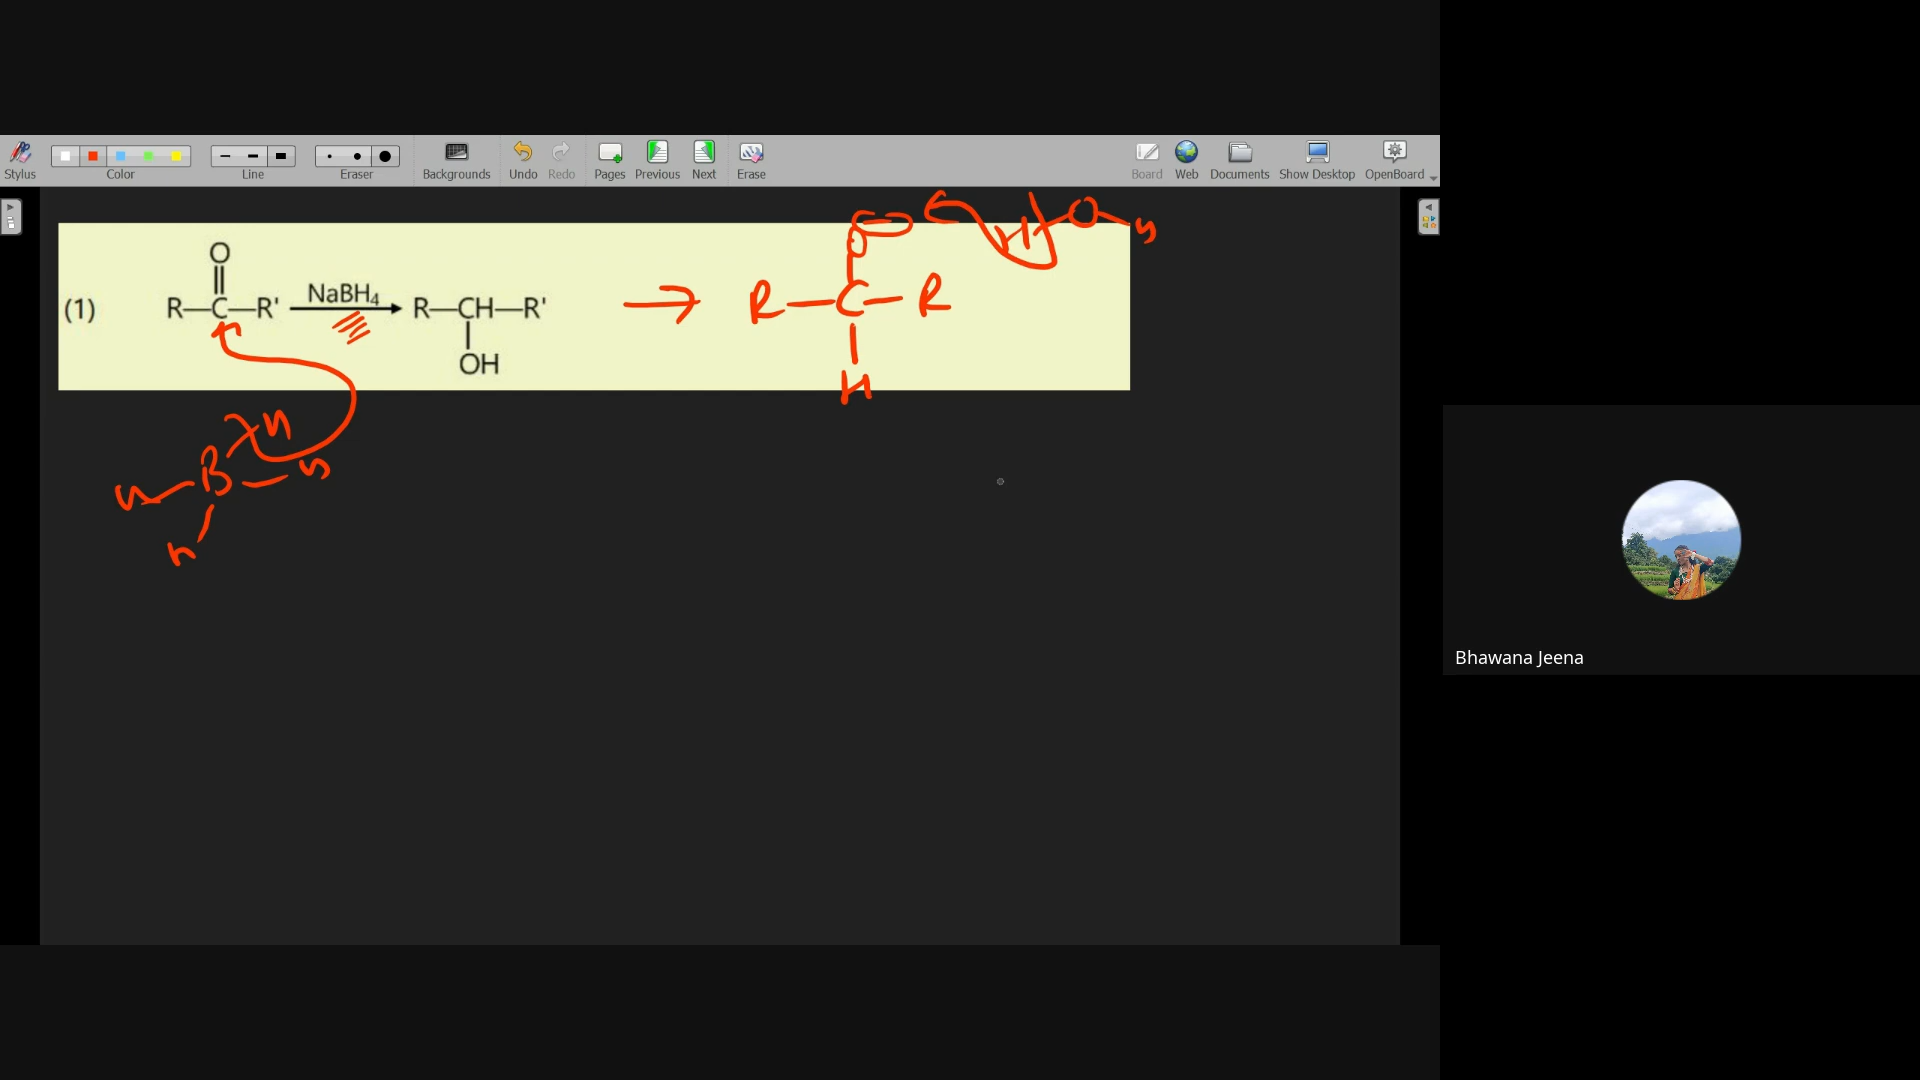 Stylus Color Line Eraser Backgrounds Undo Redo Pages Previous Next Erase Board Web Documents Show Desktop OpenBoard
H O
O
O
(1) R—C—R' NaBH₄ R—CH—R' R—C—R
OH
H
B
Bhawana Jeena